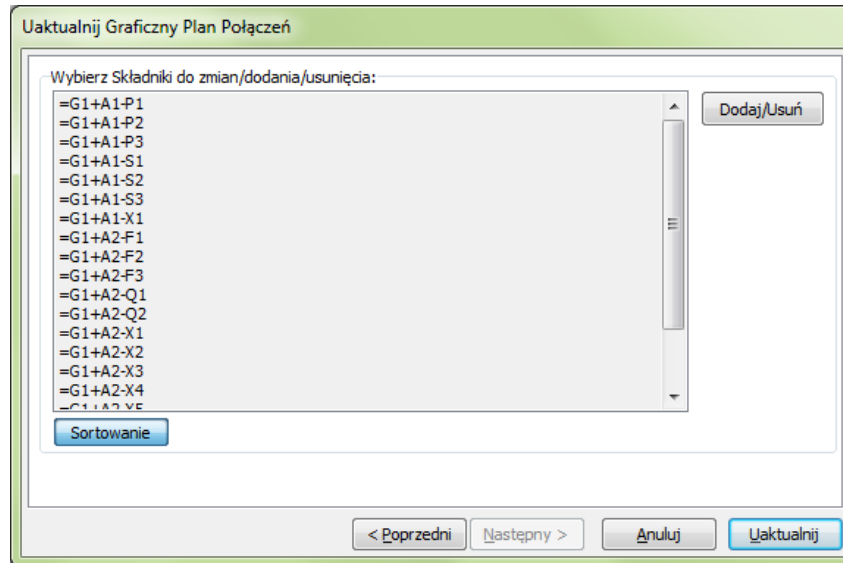 Uaktualnij Graficzny Plan Połączeń
Wybierz Składniki do zmian/dodania/usunięcia:
=G1+A1-P1
=G1+A1-P2
=G1+A1-P3
=G1+A1-S1
=G1+A1-S2
=G1+A1-S3
=G1+A1-X1
=G1+A2-F1
=G1+A2-F2
=G1+A2-F3
=G1+A2-Q1
=G1+A2-Q2
=G1+A2-X1
=G1+A2-X2
=G1+A2-X3
=G1+A2-X4
=G1+A2-X5
Dodaj/Usuń
Sortowanie
< Poprzedni
Następny >
Anuluj
Uaktualnij